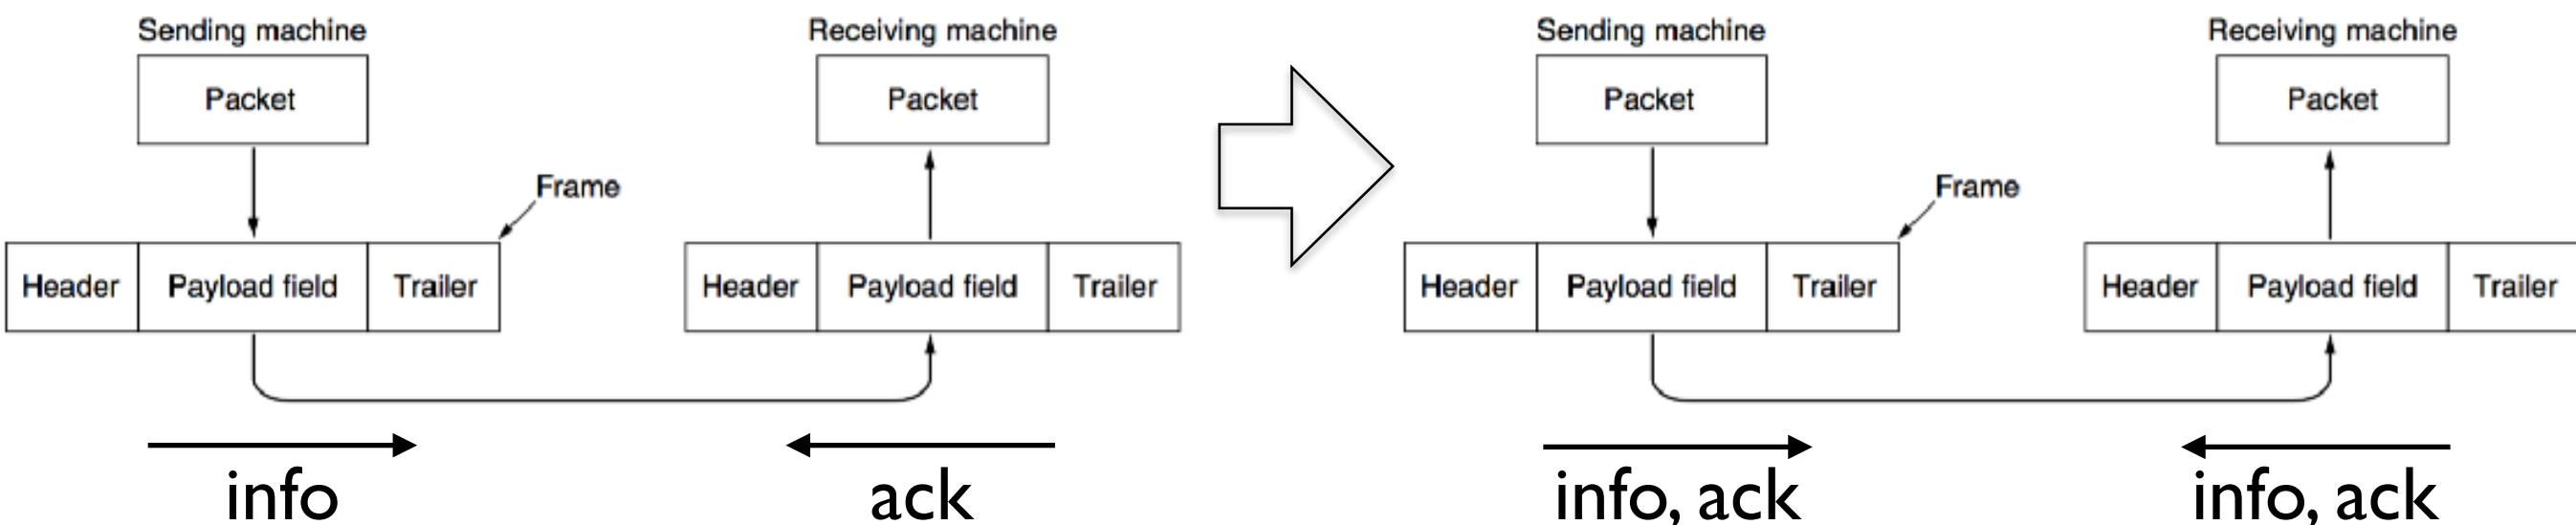 Sending machine
Receiving machine
Packet
Packet
Frame
Header Payload field Trailer
Header Payload field Trailer
info
ack
Sending machine
Receiving machine
Packet
Packet
Frame
Header Payload field Trailer
Header Payload field Trailer
info, ack
info, ack